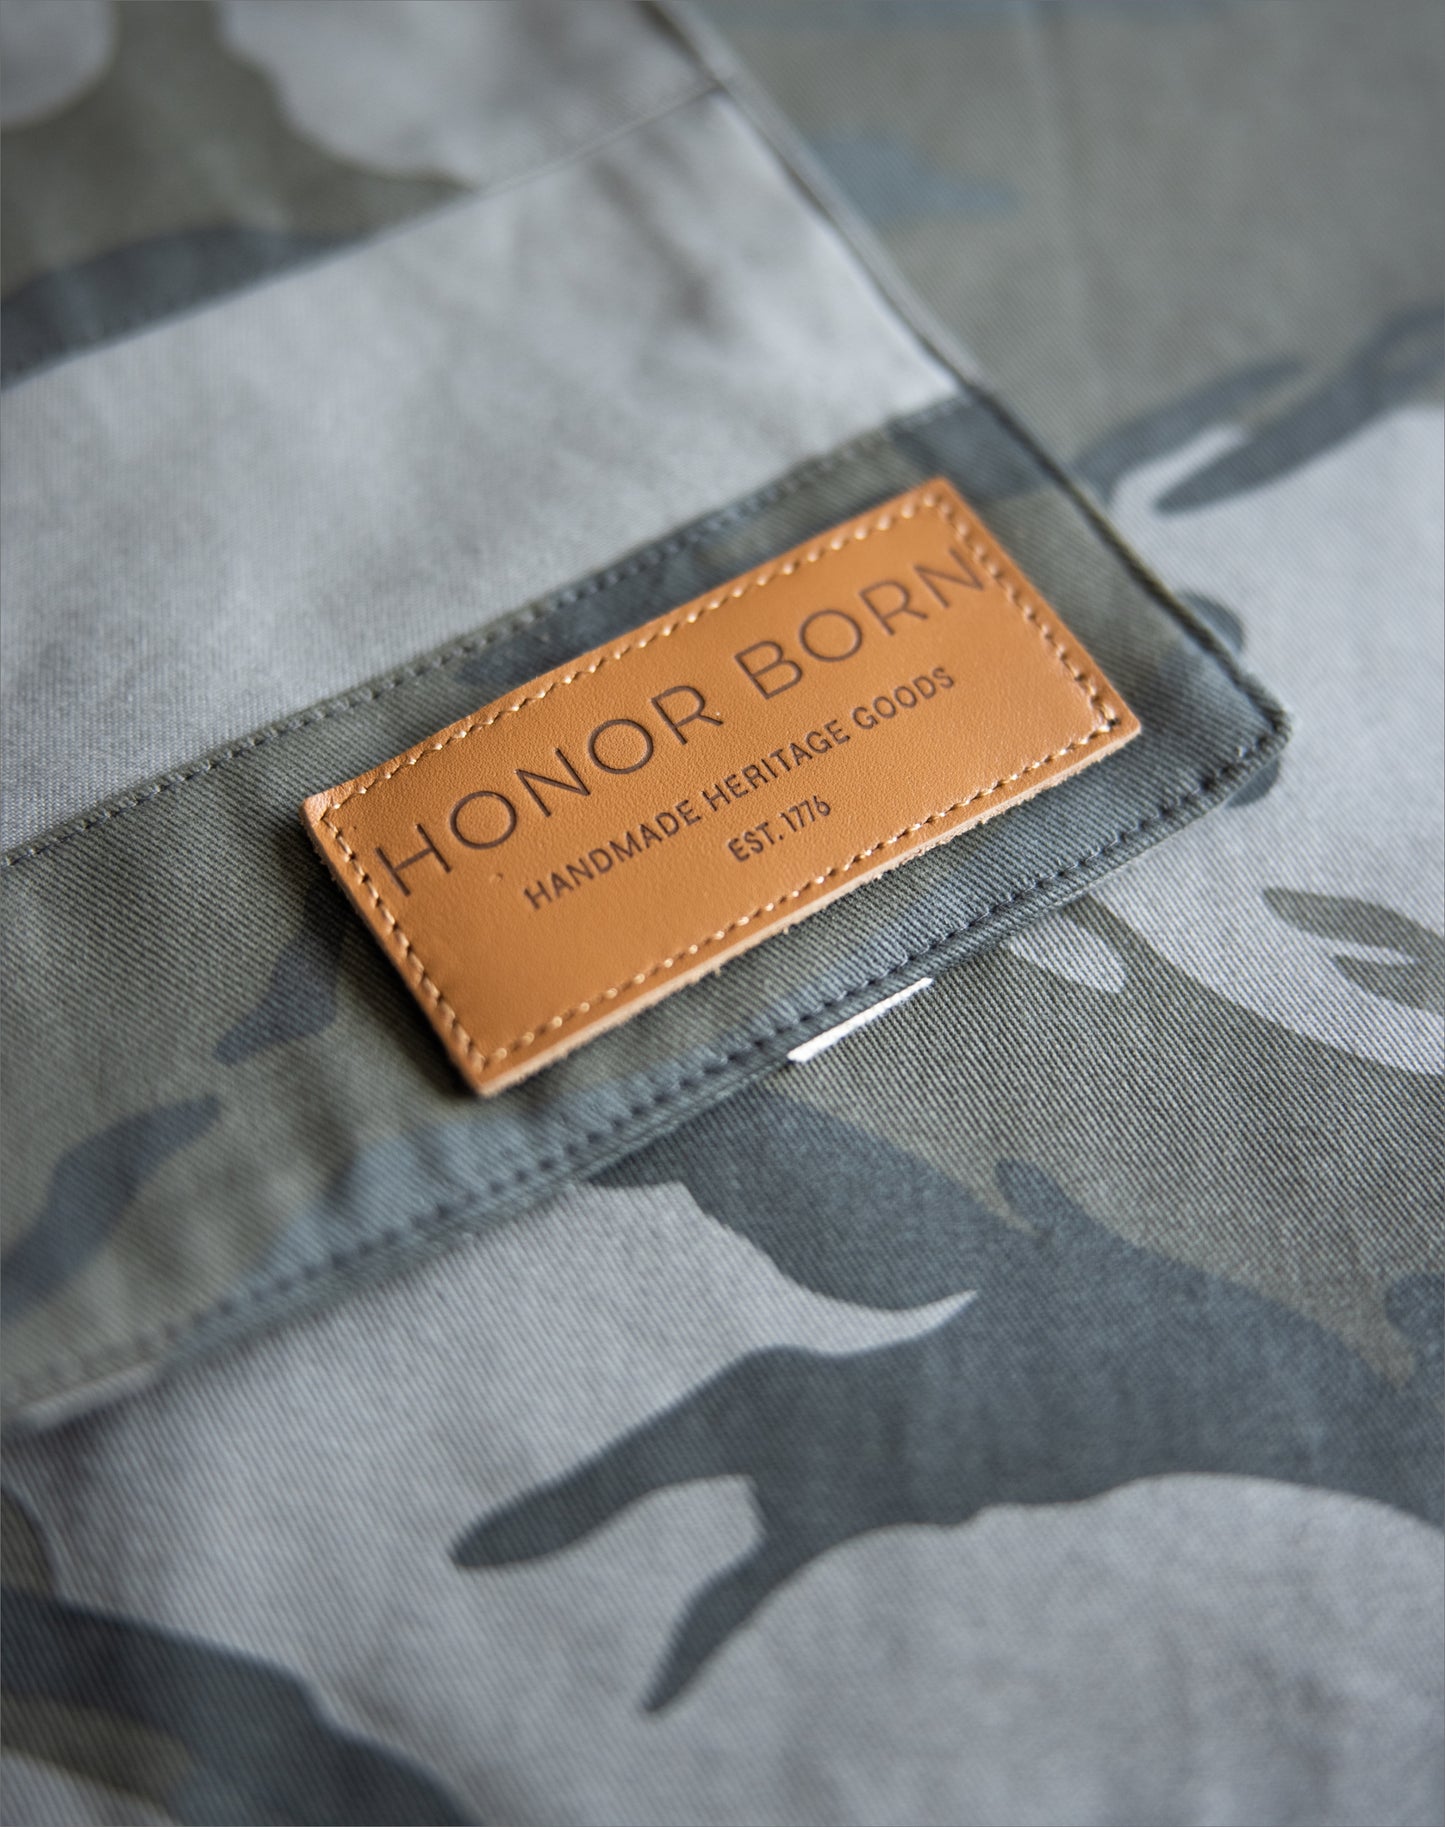 HONOR BORN
HANDMADE HERITAGE GOODS
EST. 1776